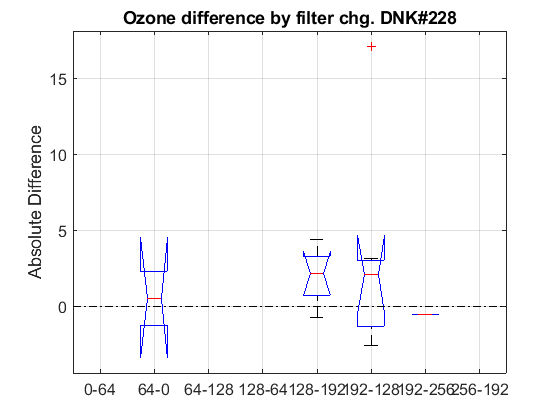 Ozone difference by filter chg. DNK#228
Absolute Difference
15
10
5
0
0-64 64-0 64-128 128-64 128-192 192-128 192-256 256-192